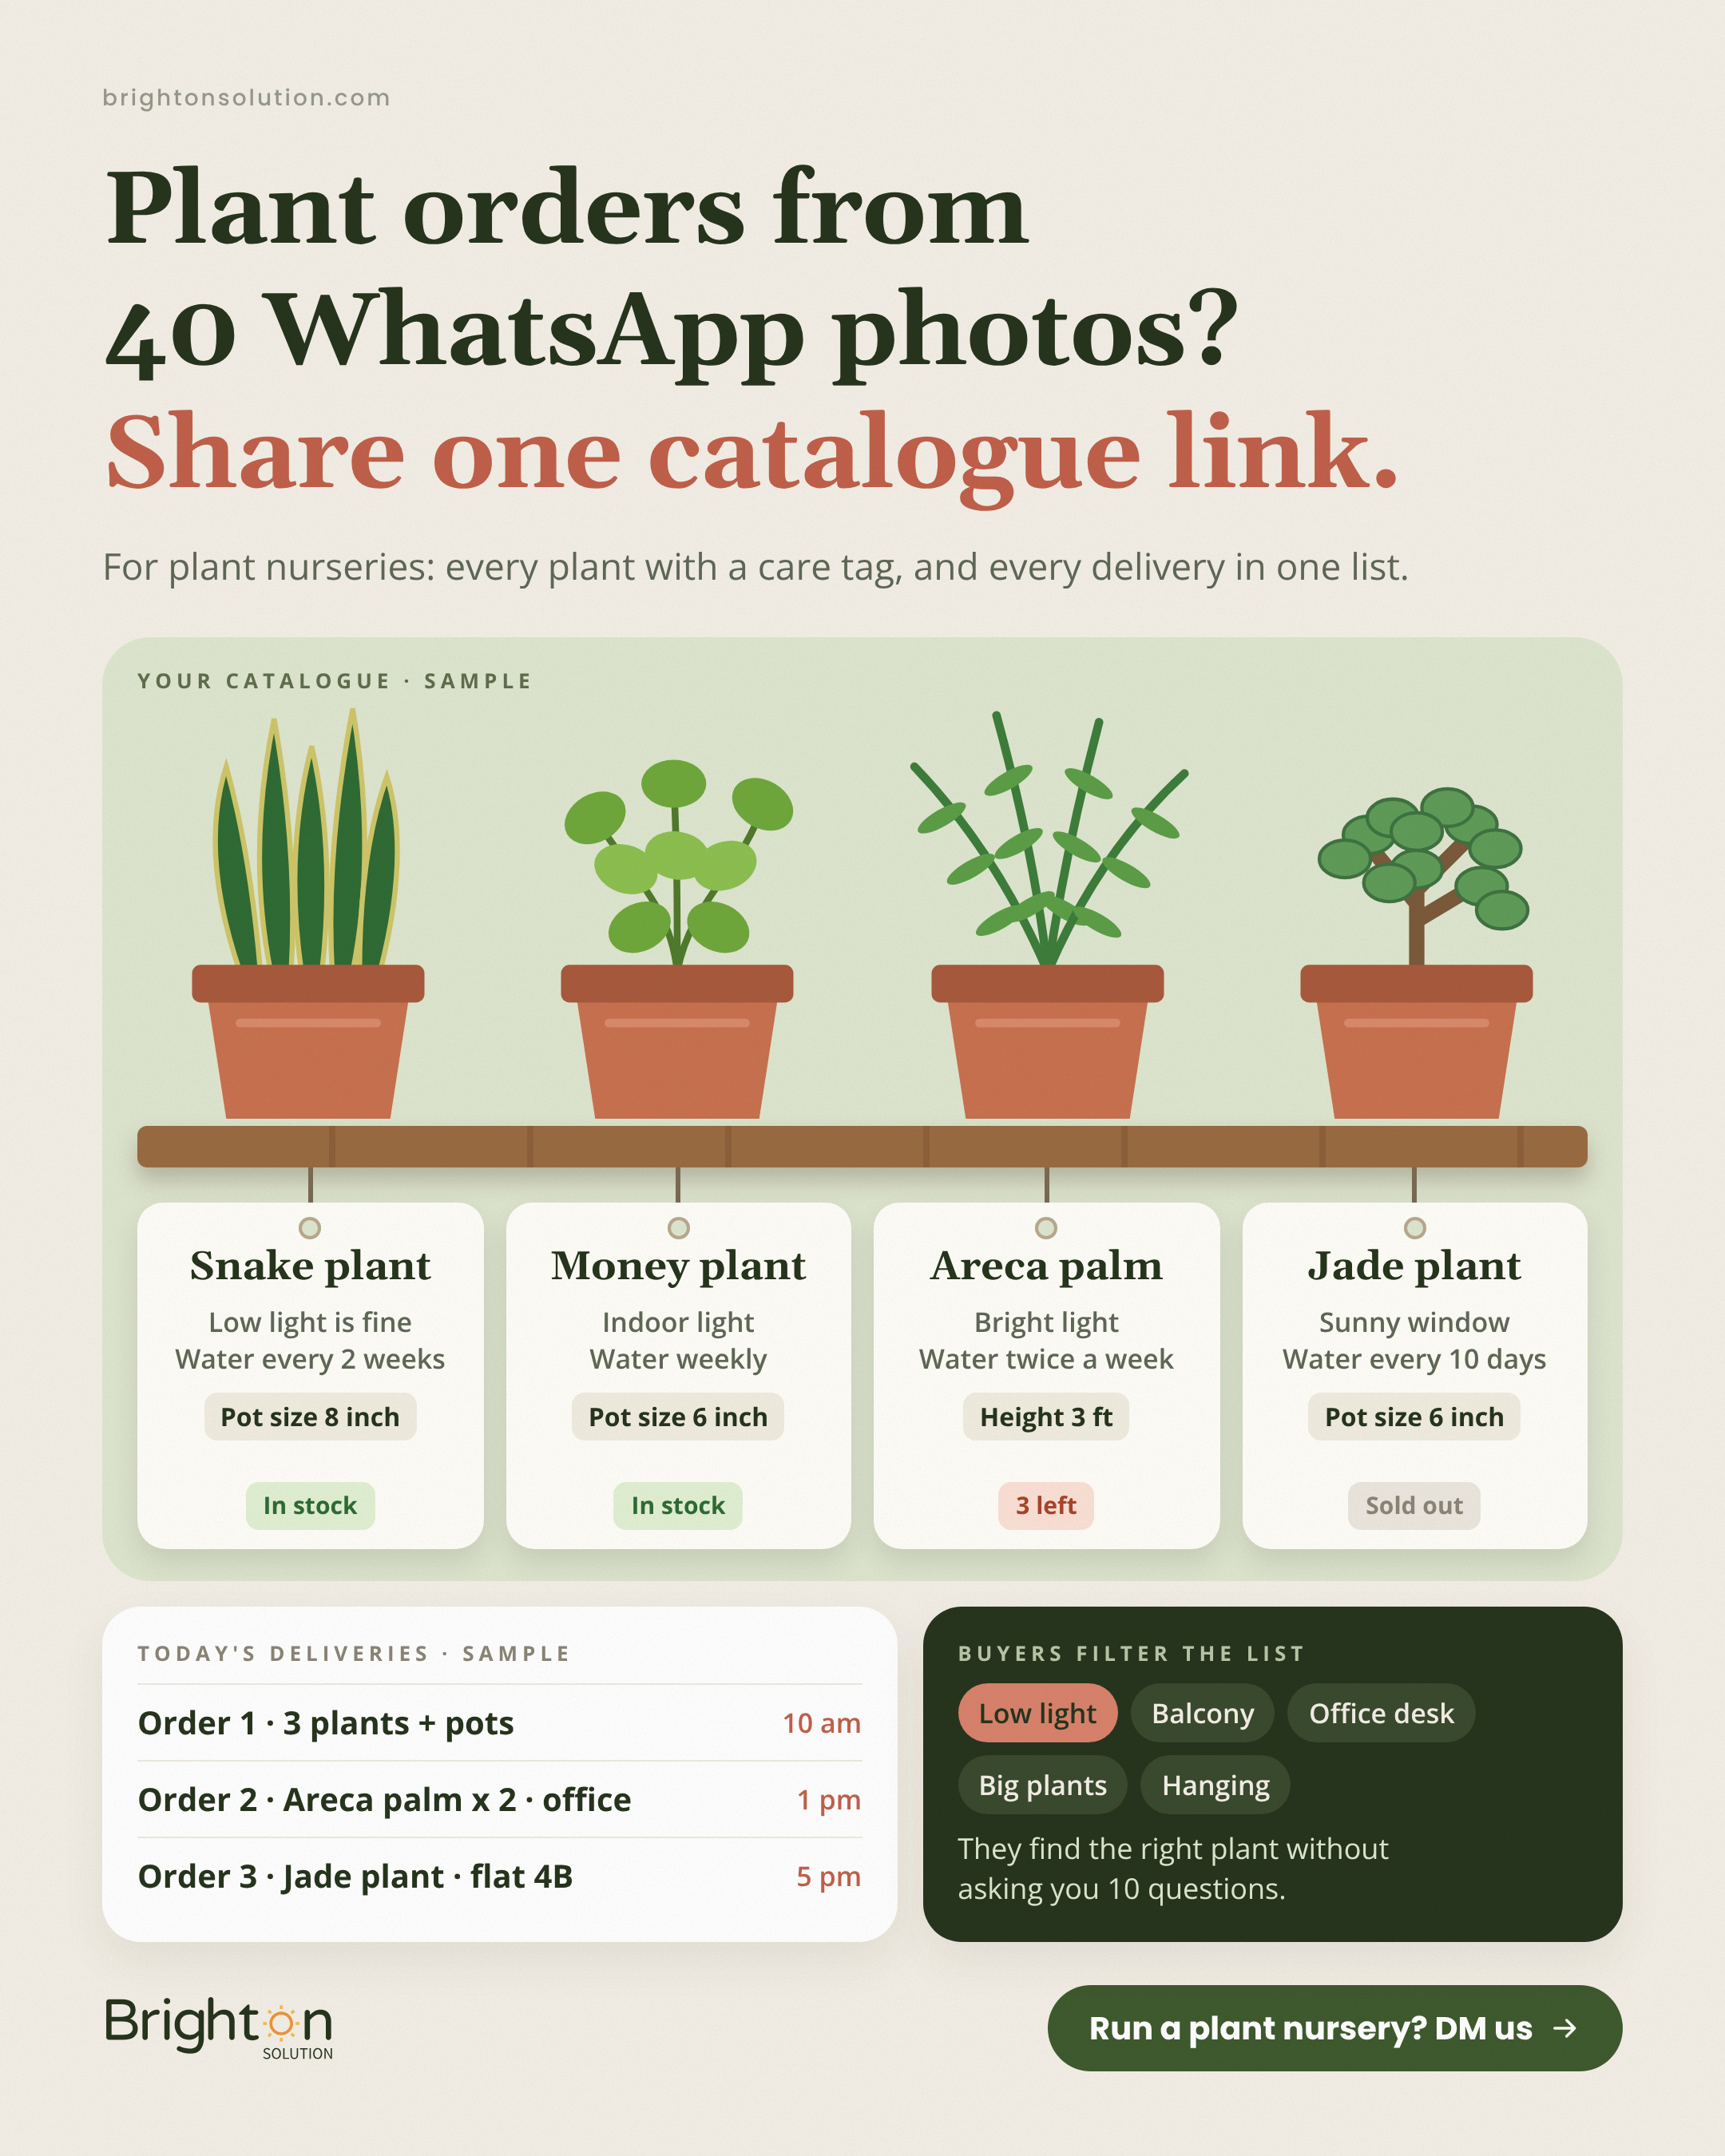 brightonsolution.com
Plant orders from
40 WhatsApp photos?
Share one catalogue link.
For plant nurseries: every plant with a care tag, and every delivery in one list.
YOUR CATALOGUE · SAMPLE
Snake plant
Low light is fine
Water every 2 weeks
Pot size 8 inch
In stock
Money plant
Indoor light
Water weekly
Pot size 6 inch
In stock
Areca palm
Bright light
Water twice a week
Height 3 ft
3 left
Jade plant
Sunny window
Water every 10 days
Pot size 6 inch
Sold out
TODAY'S DELIVERIES · SAMPLE
Order 1 · 3 plants + pots 10 am
Order 2 · Areca palm x 2 · office 1 pm
Order 3 · Jade plant · flat 4B 5 pm
BUYERS FILTER THE LIST
Low light Balcony Office desk
Big plants Hanging
They find the right plant without
asking you 10 questions.
Brighton
SOLUTION
Run a plant nursery? DM us →